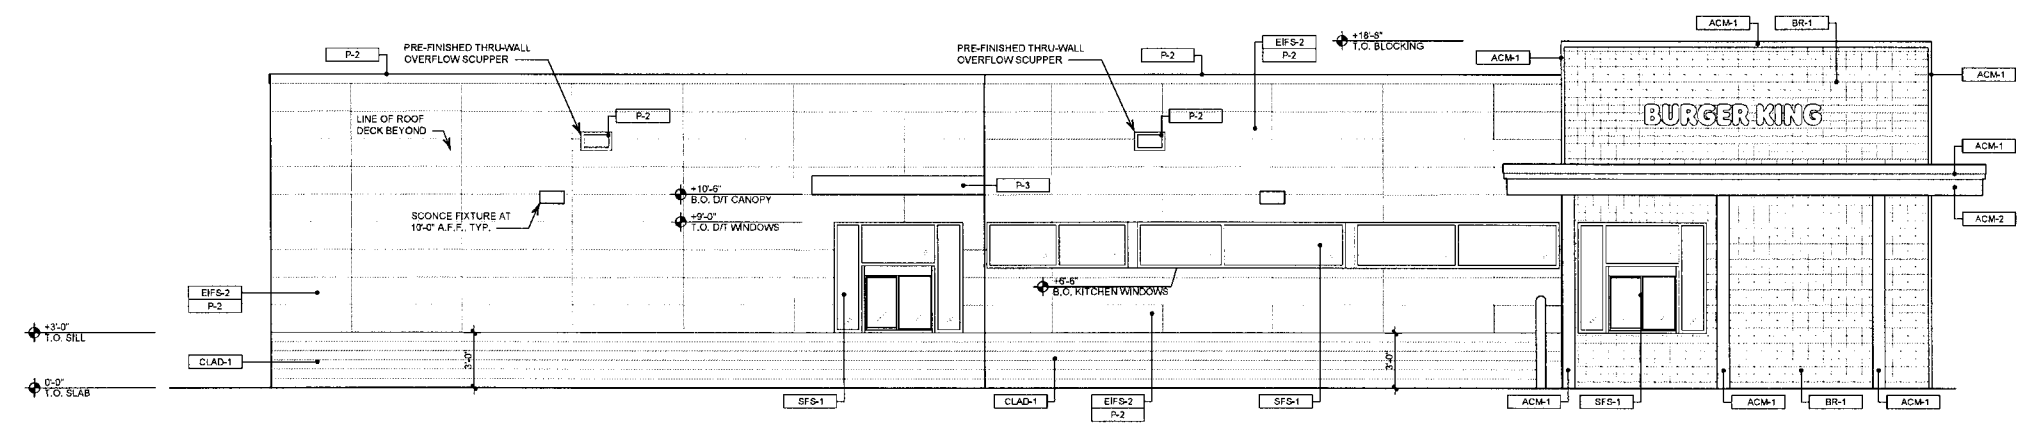 ACM-1
BR-1
P-2
PRE-FINISHED THRU-WALL
OVERFLOW SCUPPER
PRE-FINISHED THRU-WALL
OVERFLOW SCUPPER
P-2
EIFS-2
P-2
+18'-8"
T.O. BLOCKING
ACM-1
ACM-1
LINE OF ROOF
DECK BEYOND
P-2
P-2
BURGER KING
ACM-1
+10'-6"
B.O. D/T CANOPY
P-3
SCONCE FIXTURE AT
10'-0" A.F.F., TYP.
+9'-0"
T.O. D/T WINDOWS
ACM-2
+6'-6"
B.O. KITCHEN WINDOWS
EIFS-2
P-2
+3'-0"
T.O. SILL
CLAD-1
3'-0"
3'-0"
0'-0"
T.O. SLAB
SFS-1
CLAD-1
EIFS-2
P-2
SFS-1
ACM-1
SFS-1
ACM-1
BR-1
ACM-1